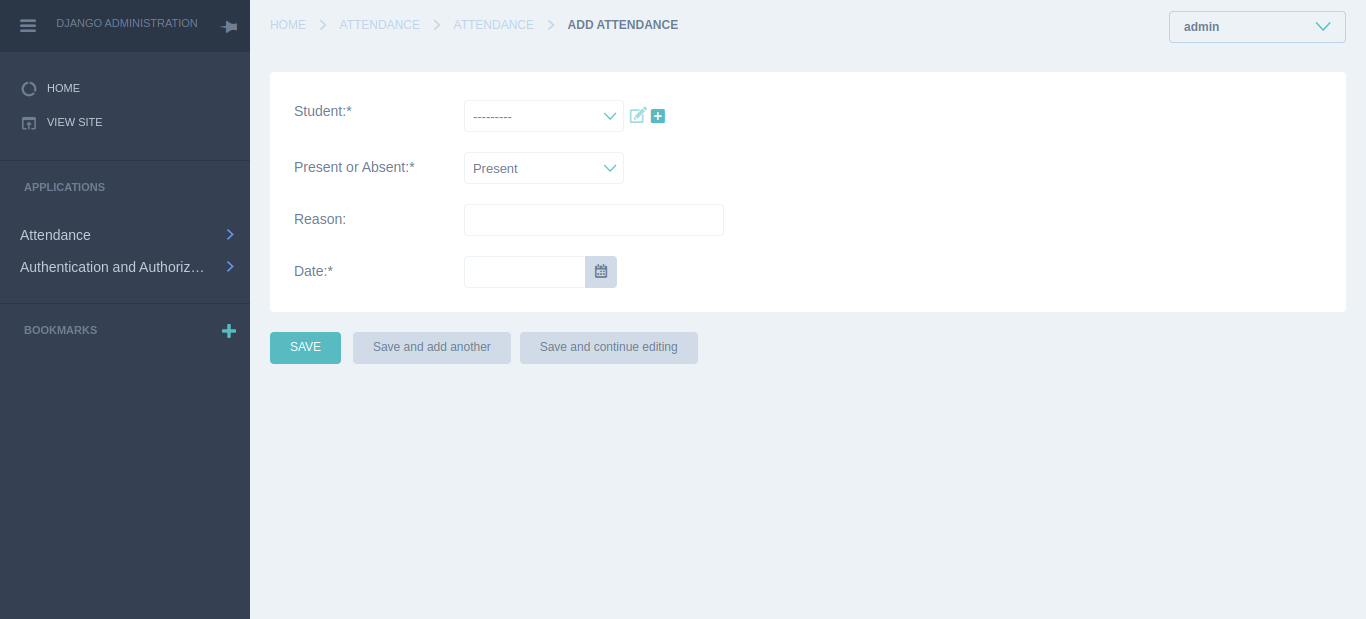 DJANGO ADMINISTRATION
HOME
VIEW SITE
APPLICATIONS
Attendance
Authentication and Authoriz…
BOOKMARKS
HOME ATTENDANCE ATTENDANCE ADD ATTENDANCE
admin
Student:* ---------
Present or Absent:* Present
Reason:
Date:*
SAVE Save and add another Save and continue editing